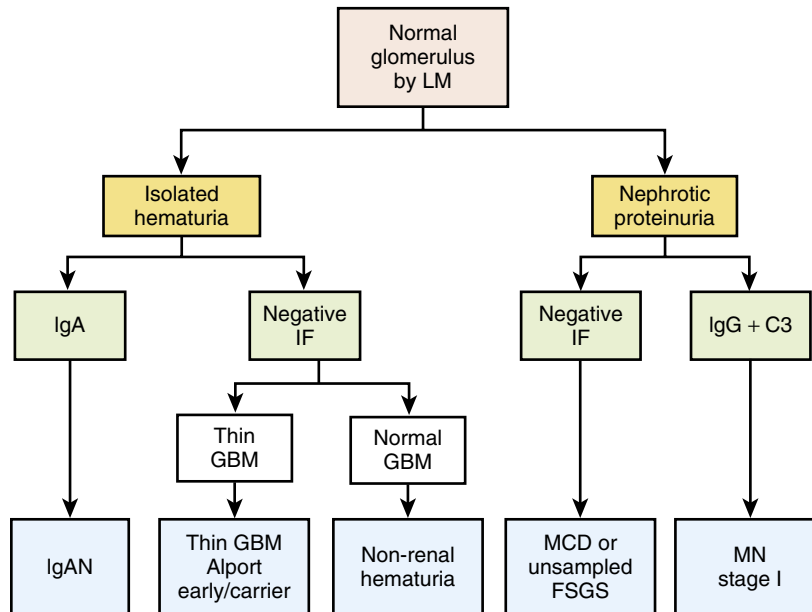 Normal
glomerulus
by LM
Isolated
hematuria
Nephrotic
proteinuria
IgA
Negative
IF
Negative
IF
IgG + C3
Thin
GBM
Normal
GBM
IgAN
Thin GBM
Alport
early/carrier
Non-renal
hematuria
MCD or
unsampled
FSGS
MN
stage I